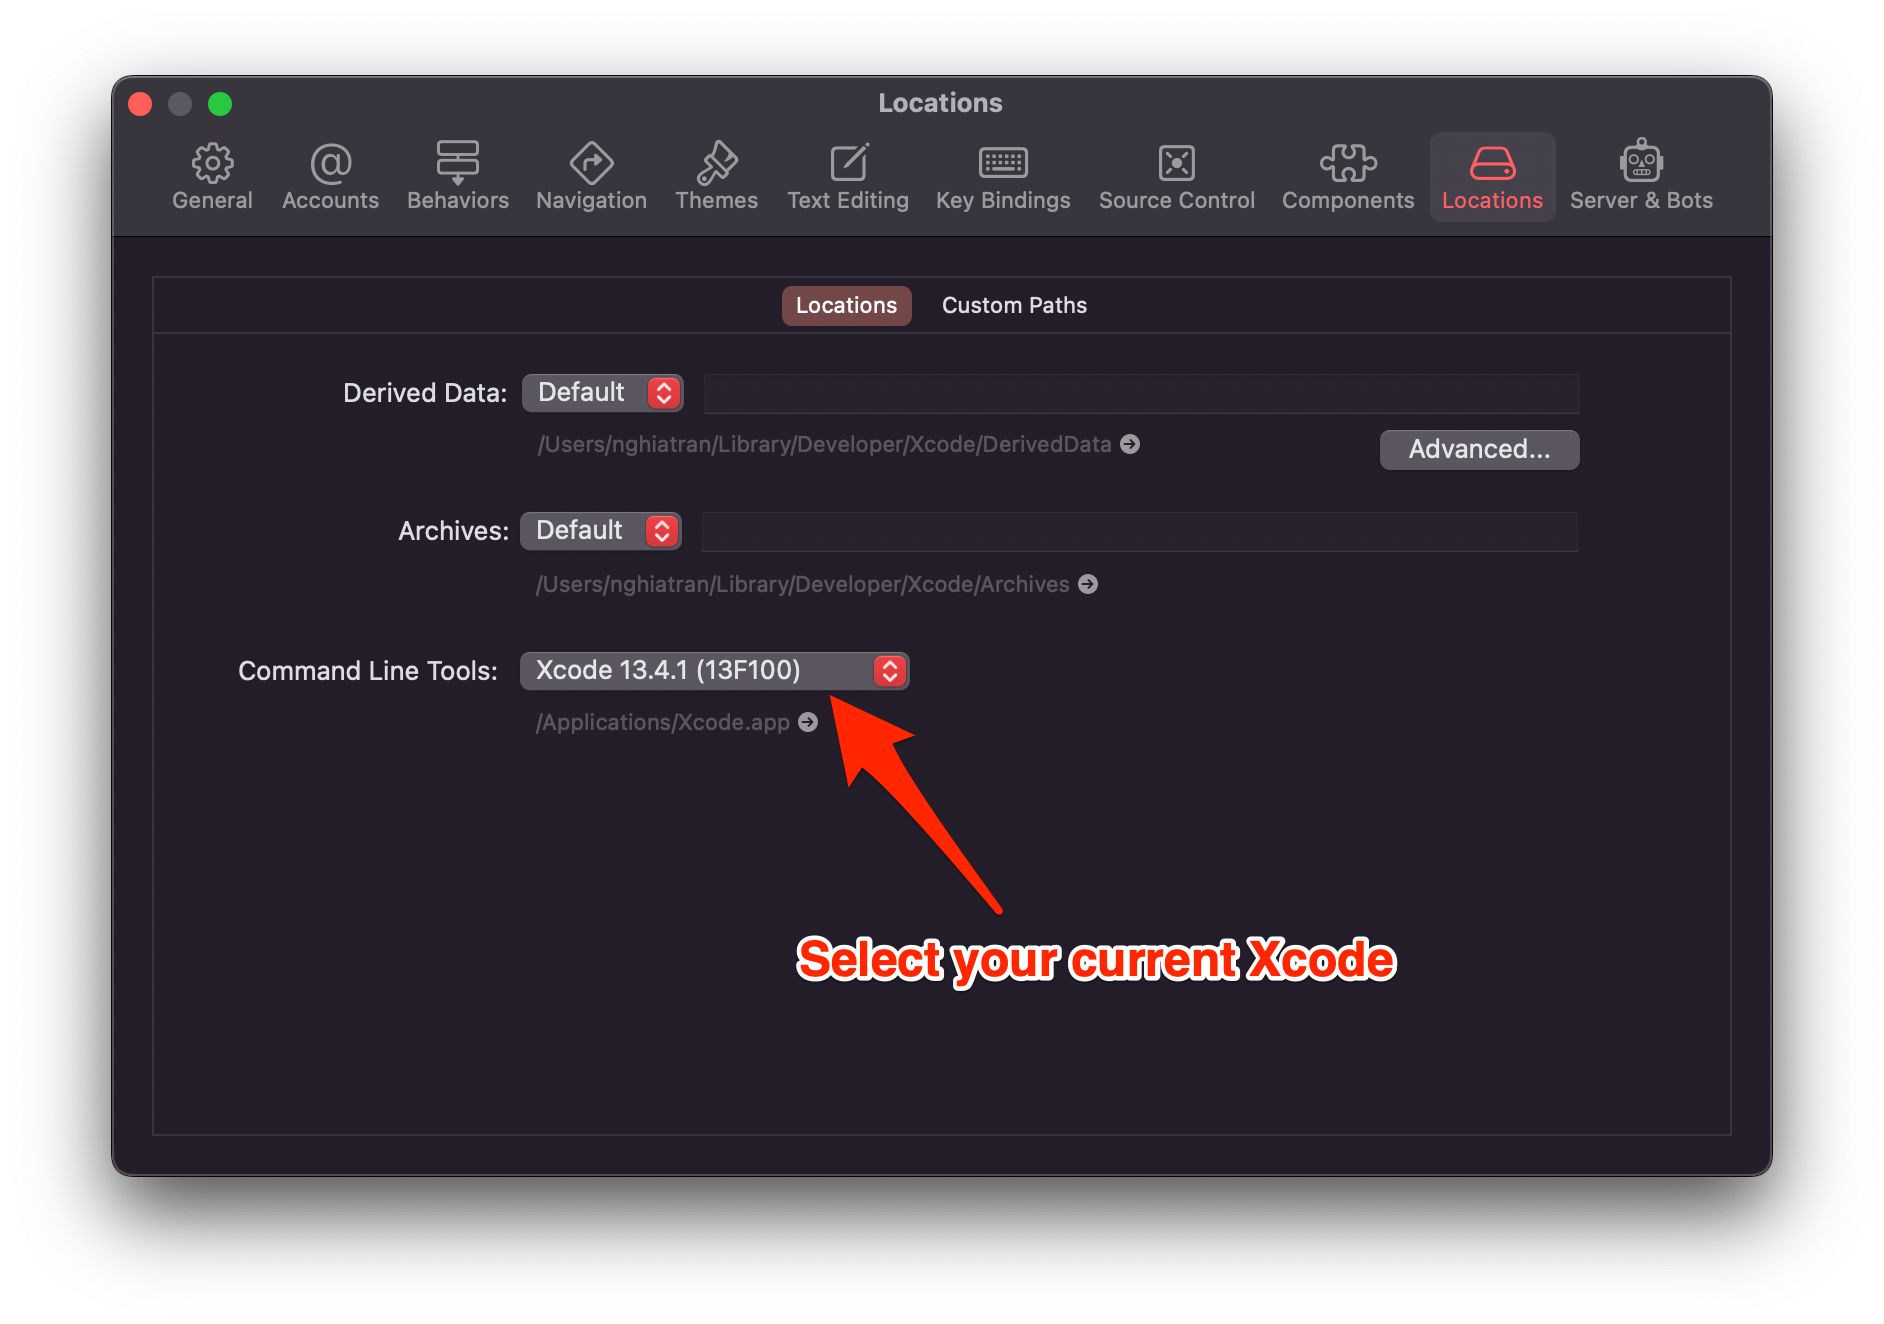 Locations
General Accounts Behaviors Navigation Themes Text Editing Key Bindings Source Control Components Locations Server & Bots
Locations Custom Paths
Derived Data: Default
/Users/nghiatran/Library/Developer/Xcode/DerivedData
Advanced...
Archives: Default
/Users/nghiatran/Library/Developer/Xcode/Archives
Command Line Tools: Xcode 13.4.1 (13F100)
/Applications/Xcode.app
Select your current Xcode